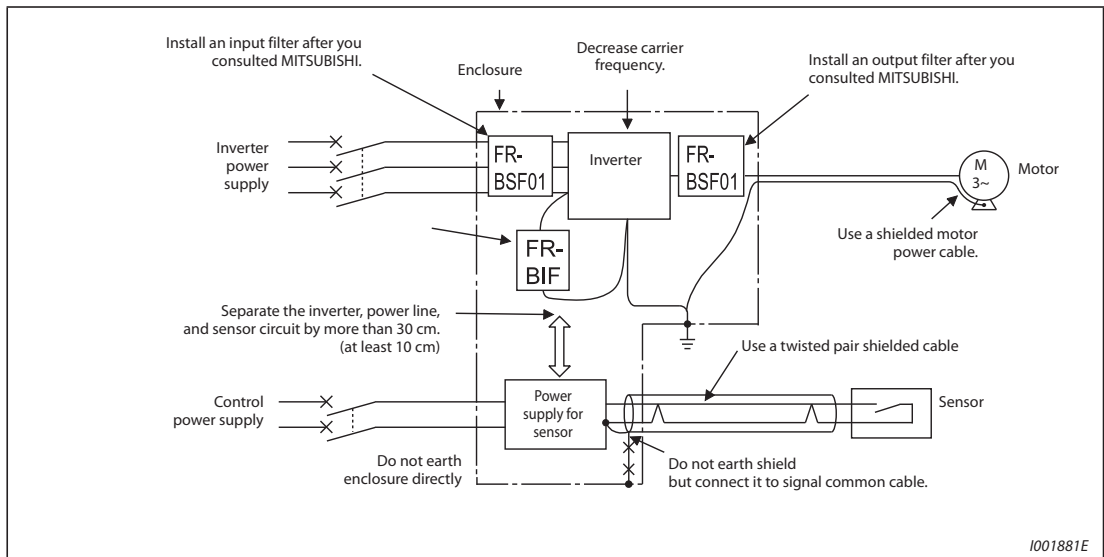 Install an input filter after you
consulted MITSUBISHI.
Enclosure
Decrease carrier
frequency.
Install an output filter after you
consulted MITSUBISHI.
Inverter
power
supply
FR-
BSF01
Inverter
FR-
BSF01
M
3~
Motor
FR-
BIF
Use a shielded motor
power cable.
Separate the inverter, power line,
and sensor circuit by more than 30 cm.
(at least 10 cm)
Use a twisted pair shielded cable
Control
power supply
Power
supply for
sensor
Sensor
Do not earth
enclosure directly
Do not earth shield
but connect it to signal common cable.
I001881E